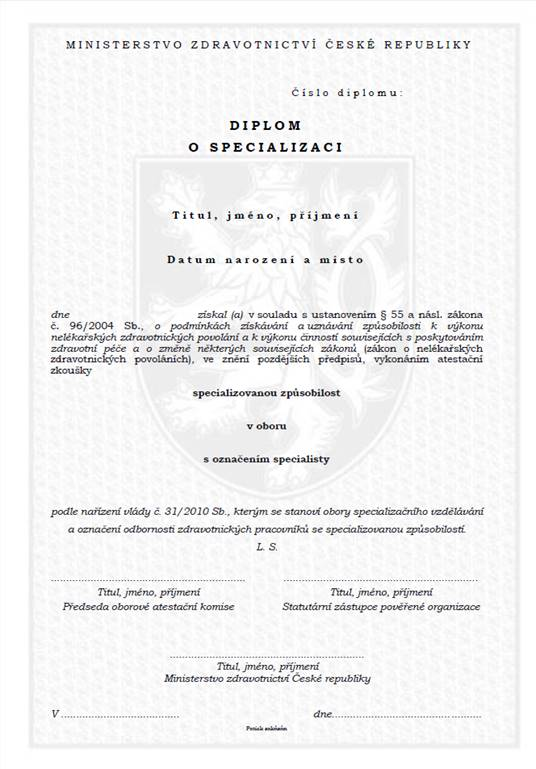 MINISTERSTVO ZDRAVOTNICTVÍ ČESKÉ REPUBLIKY
Číslo diplomu:
DIPLOM
O SPECIALIZACI
Titul, jméno, příjmení
Datum narození a místo
dne získal (a) v souladu s ustanovením § 55 a násl. zákona
č. 96/2004 Sb., o podmínkách získávání a uznávání způsobilosti k výkonu
nelékařských zdravotnických povolání a k výkonu činností souvisejících s poskytováním
zdravotní péče a o změně některých souvisejících zákonů, (zákon o nelékařských
zdravotnických povoláních), ve znění pozdějších předpisů, vykonáním atestační
zkoušky
specializovanou způsobilost
v oboru
s označením specialisty
podle nařízení vlády č. 31/2010 Sb., kterým se stanoví obory specializačního vzdělávání
a označení odbornosti zdravotnických pracovníků se specializovanou způsobilostí.
L. S.
Titul, jméno, příjmení Titul, jméno, příjmení
Předseda oborové atestační komise Statutární zástupce pověřené organizace
Titul, jméno, příjmení
Ministerstvo zdravotnictví České republiky
V ........................................ dne..................................................